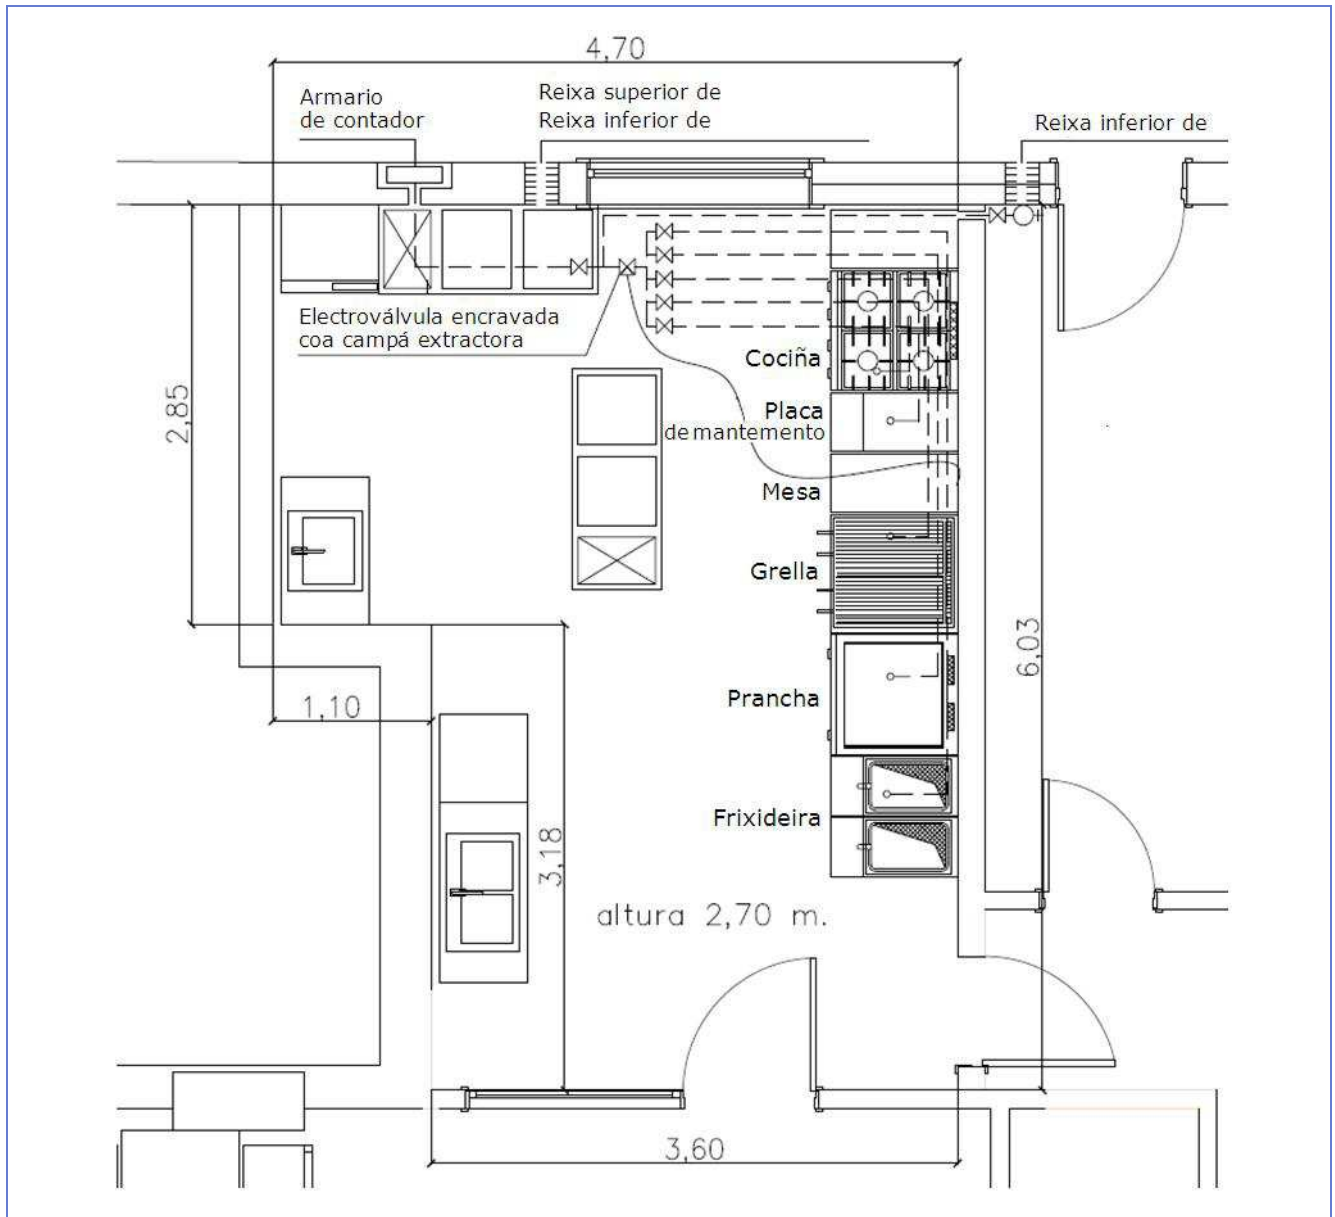 4,70
Armario
de contador
Reixa superior de
Reixa inferior de
Reixa inferior de
Electroválvula encravada
coa campá extractora
Cociña
2,85
Placa
de mantemento
Mesa
Grella
6,03
Prancha
1,10
Frixideira
3,18
altura 2,70 m.
3,60